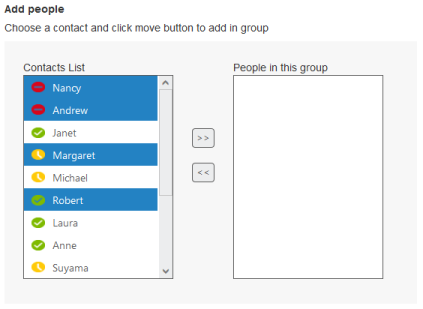 Add people
Choose a contact and click move button to add in group
Contacts List
People in this group
Nancy
Andrew
Janet
Margaret
Michael
Robert
Laura
Anne
Suyama
>>
<<